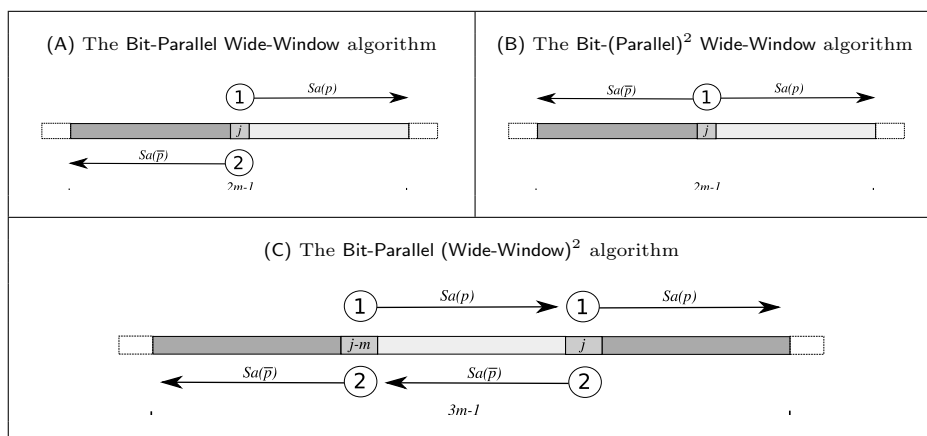 (A) The Bit-Parallel Wide-Window algorithm
1 Sa(p)
j
Sa(p̅) 2
2m-1
(B) The Bit-(Parallel)² Wide-Window algorithm
Sa(p̅) 1 Sa(p)
j
2m-1
(C) The Bit-Parallel (Wide-Window)² algorithm
1 Sa(p) 1 Sa(p)
j-m j
Sa(p̅) 2 Sa(p̅) 2
3m-1